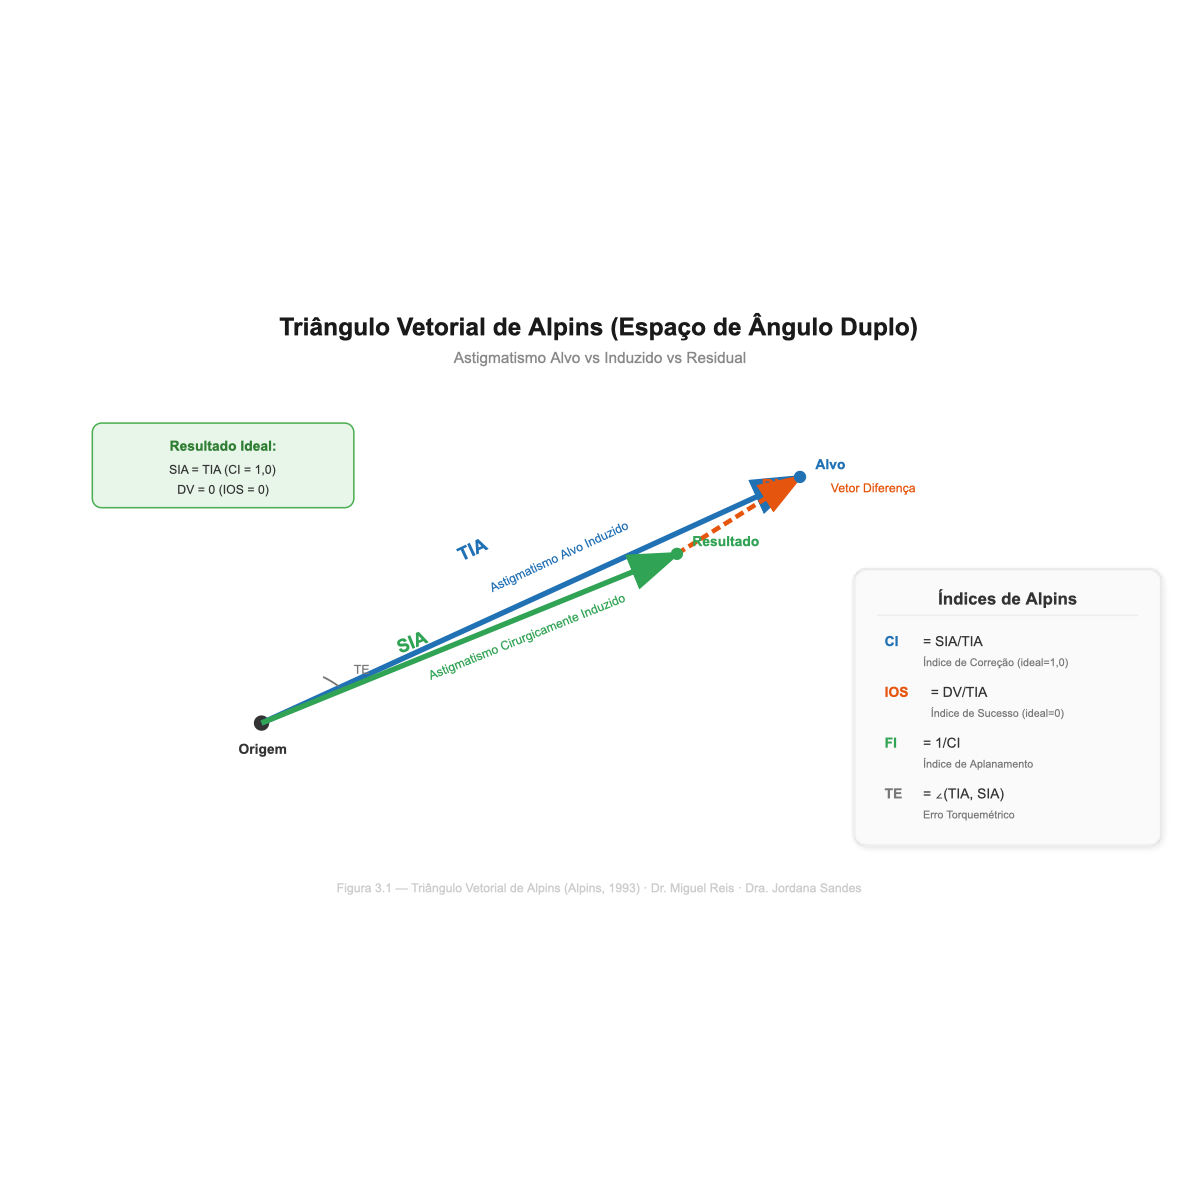 Triângulo Vetorial de Alpins (Espaço de Ângulo Duplo)
Astigmatismo Alvo vs Induzido vs Residual
Resultado Ideal:
SIA = TIA (CI = 1,0)
DV = 0 (IOS = 0)
Alvo
Vetor Diferença
TIA
Astigmatismo Alvo Induzido
Resultado
SIA
Astigmatismo Cirurgicamente Induzido
TE
Origem
Índices de Alpins
CI = SIA/TIA
Índice de Correção (ideal=1,0)
IOS = DV/TIA
Índice de Sucesso (ideal=0)
FI = 1/CI
Índice de Aplanamento
TE = ∠(TIA, SIA)
Erro Torquemétrico
Figura 3.1 — Triângulo Vetorial de Alpins (Alpins, 1993) · Dr. Miguel Reis · Dra. Jordana Sandes